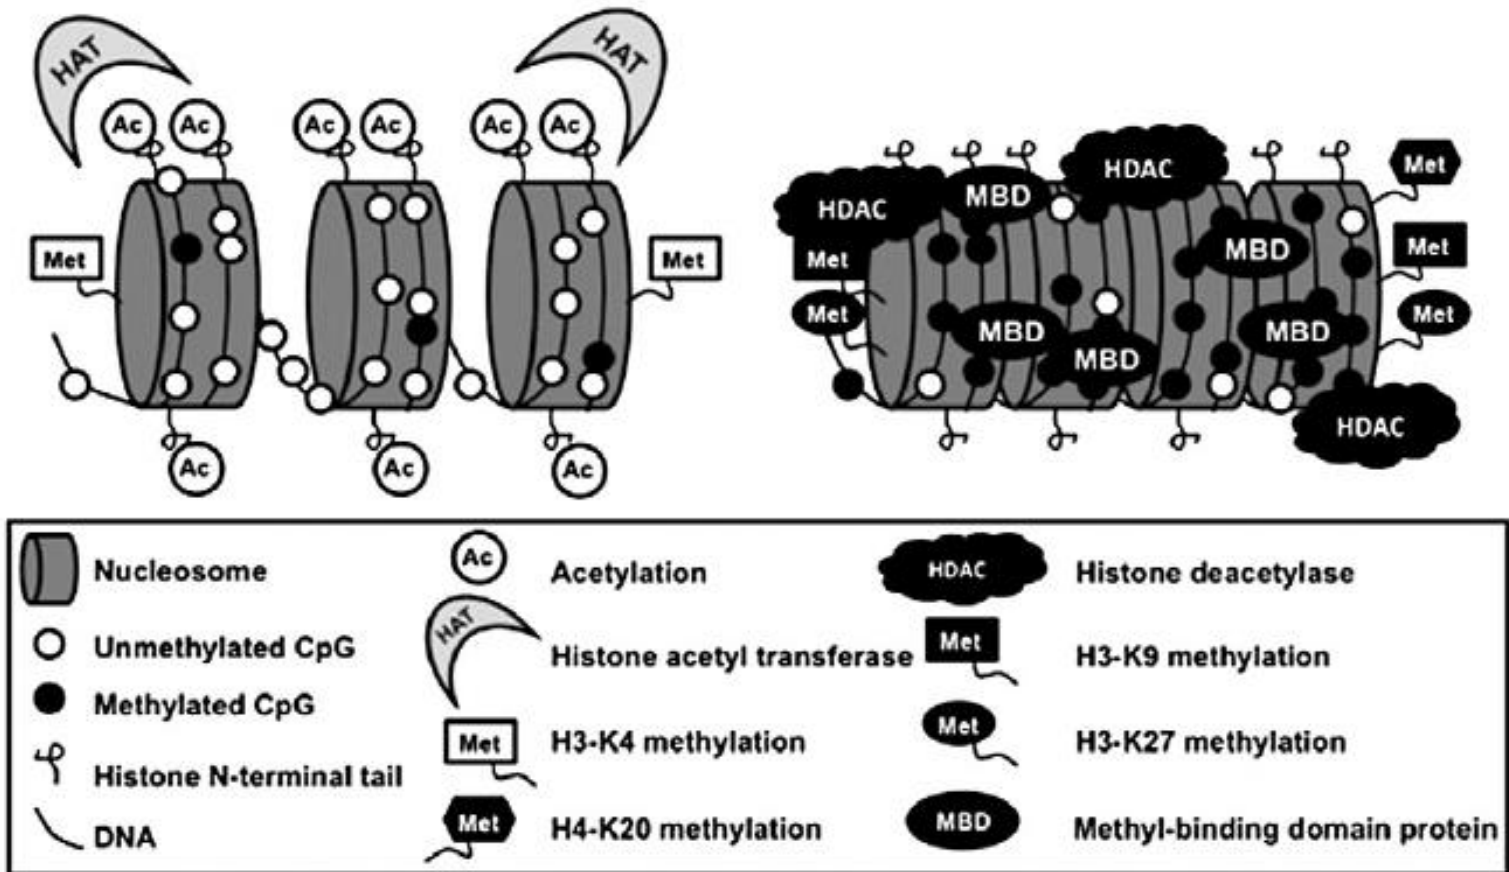 HAT
HAT
Ac Ac Ac Ac Ac Ac
Met
Met
Ac
Ac
Ac
HDAC
MBD
HDAC
Met
Met
MBD
Met
Met
MBD
MBD
MBD
Met
HDAC
Nucleosome
Unmethylated CpG
Methylated CpG
Histone N-terminal tail
DNA
Ac Acetylation
HAT Histone acetyl transferase
Met H3-K4 methylation
Met H4-K20 methylation
HDAC Histone deacetylase
Met H3-K9 methylation
Met H3-K27 methylation
MBD Methyl-binding domain protein